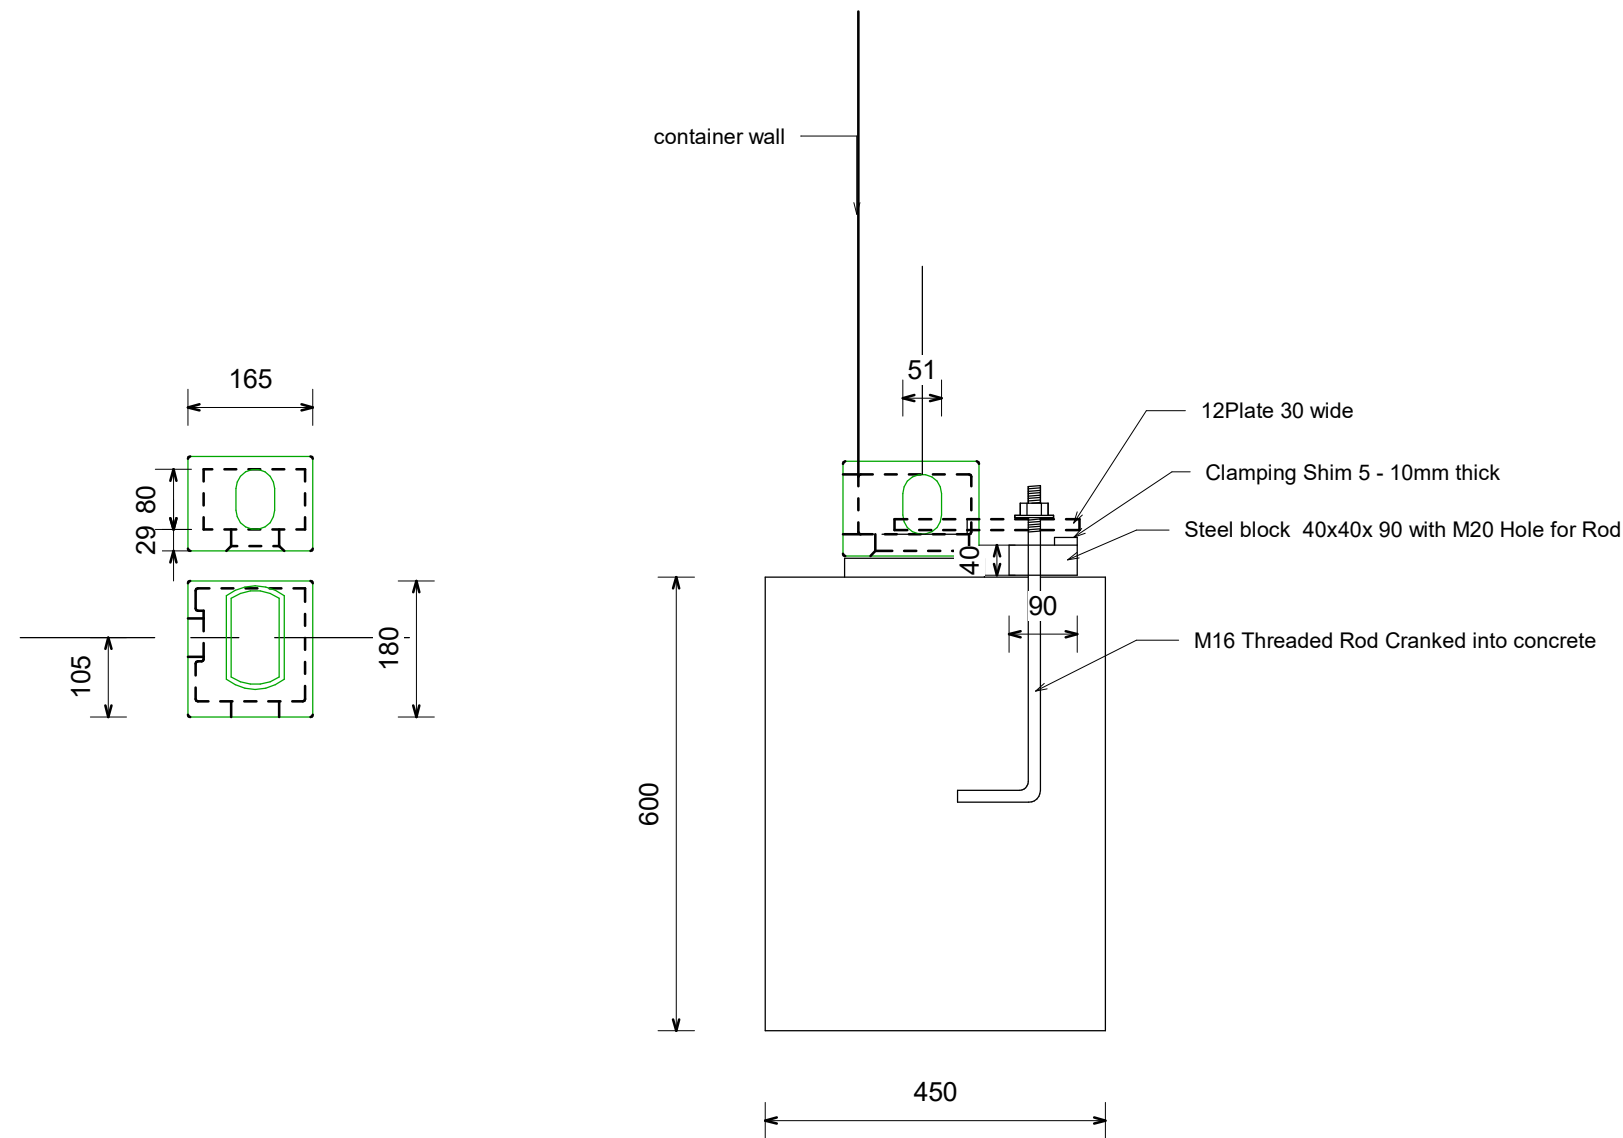 container wall
165
51
12Plate 30 wide
Clamping Shim 5 - 10mm thick
80
29
Steel block  40x40x 90 with M20 Hole for Rod
40
90
M16 Threaded Rod Cranked into concrete
105
180
600
450